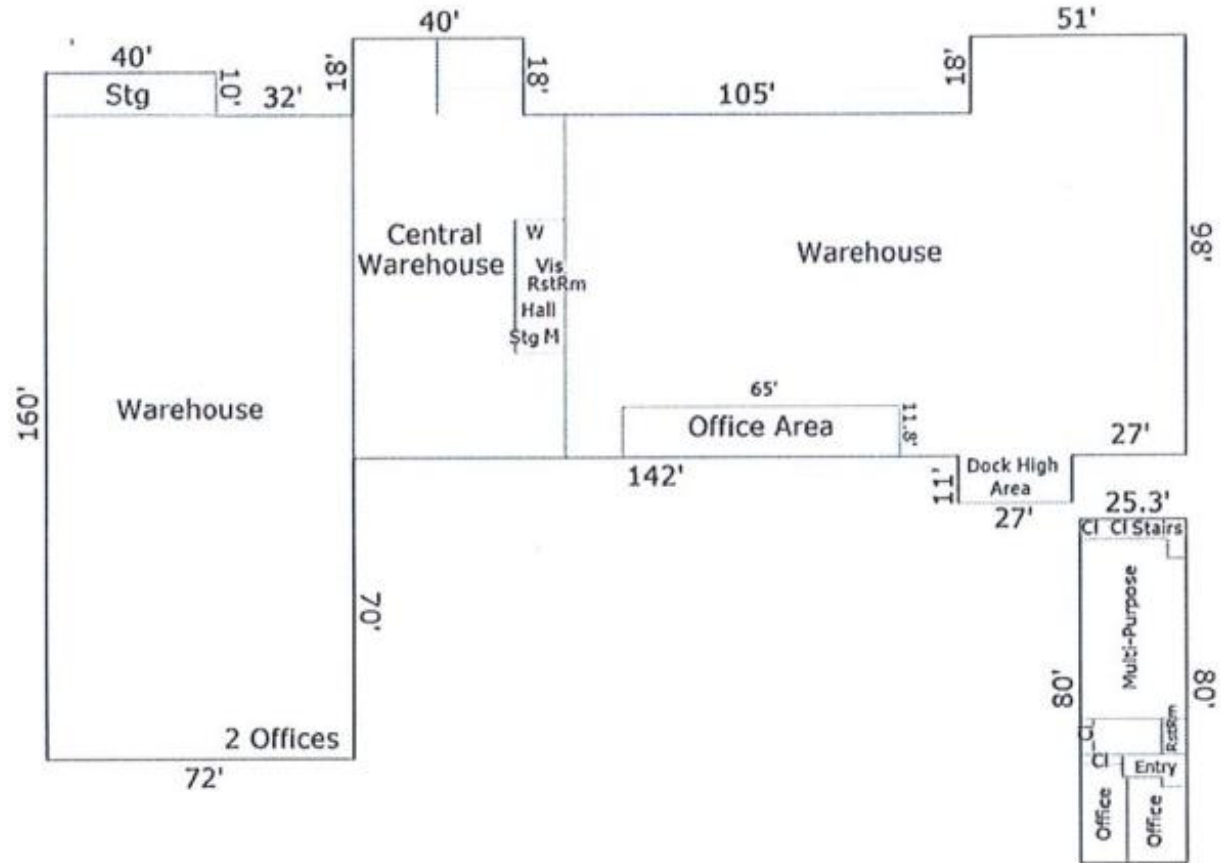 40'
51'
40'
Stg
10'
32'
18'
18'
105'
18'
Central
Warehouse
W
Vis
RstRm
Hall
Stg M
Warehouse
98'
160'
Warehouse
65'
Office Area
11.8'
142'
11'
Dock High
Area
27'
27'
25.3'
Cl Cl Stairs
70'
Multi-Purpose
80'
80'
CL
RstRm
Cl
Entry
Office
Office
2 Offices
72'